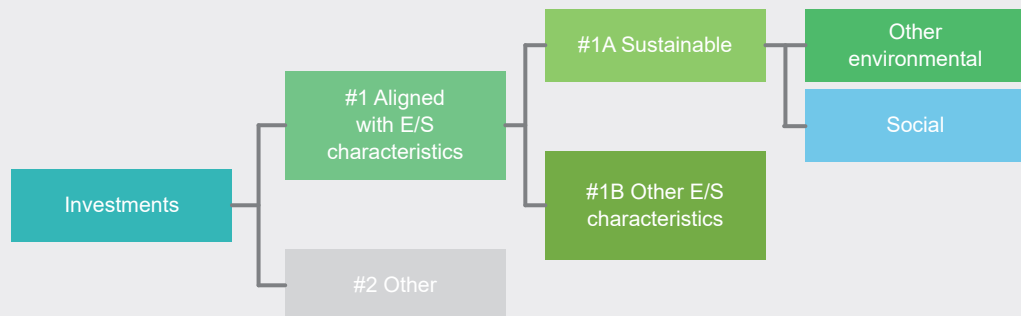 Investments
#1 Aligned
with E/S
characteristics
#2 Other
#1A Sustainable
#1B Other E/S
characteristics
Other
environmental
Social